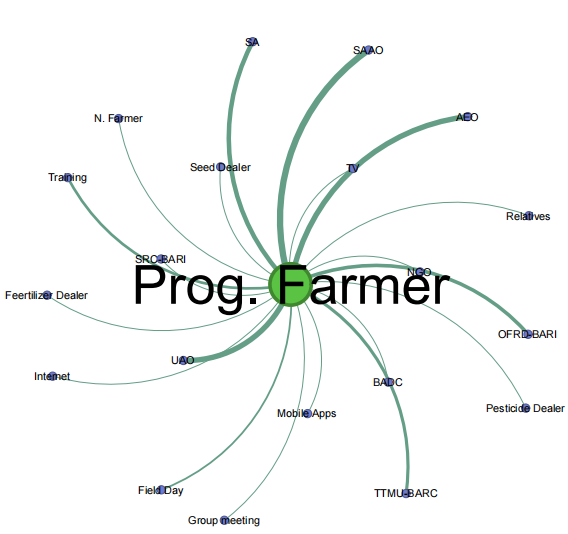 SA
SAAO
N. Farmer
AEO
Seed Dealer
TV
Training
Relatives
SRC-BARI
NGO
Prog. Farmer
Feertilizer Dealer
OFRD-BARI
UAO
Internet
BADC
Mobile Apps
Pesticide Dealer
Field Day
TTMU-BARC
Group meeting